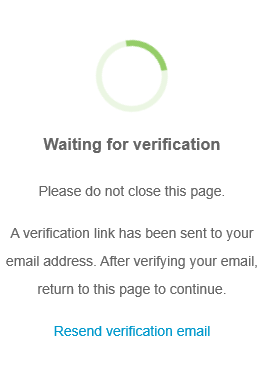 Waiting for verification
Please do not close this page.
A verification link has been sent to your
email address. After verifying your email,
return to this page to continue.
Resend verification email